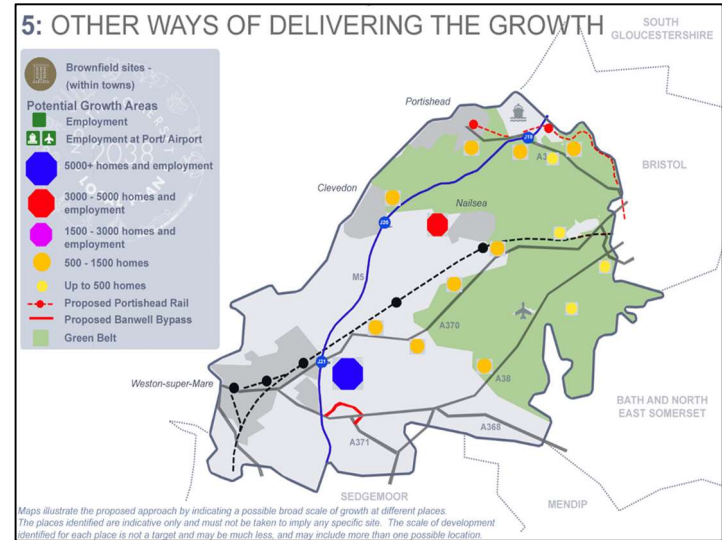 5: OTHER WAYS OF DELIVERING THE GROWTH
SOUTH
GLOUCESTERSHIRE
Brownfield sites -
(within towns)
Potential Growth Areas
Employment
Employment at Port/ Airport
5000+ homes and employment
3000 - 5000 homes and
employment
1500 - 3000 homes and
employment
500 - 1500 homes
Up to 500 homes
Proposed Portishead Rail
Proposed Banwell Bypass
Green Belt
2038
Portishead
J19
BRISTOL
Clevedon
Nailsea
J20
M5
A370
J21
Weston-super-Mare
A38
BATH AND NORTH
EAST SOMERSET
A371
A368
SEDGEMOOR
MENDIP
Maps illustrate the proposed approach by indicating a possible broad scale of growth at different places.
The places identified are indicative only and must not be taken to imply any specific site. The scale of development
identified for each place is not a target and may be much less, and may include more than one possible location.